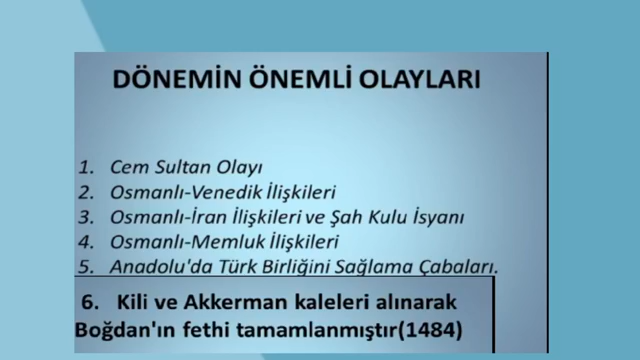 DÖNEMİN ÖNEMLİ OLAYLARI
1. Cem Sultan Olayı
2. Osmanlı-Venedik İlişkileri
3. Osmanlı-İran İlişkileri ve Şah Kulu İsyanı
4. Osmanlı-Memluk İlişkileri
5. Anadolu'da Türk Birliğini Sağlama Çabaları.
6. Kili ve Akkerman kaleleri alınarak
Boğdan'ın fethi tamamlanmıştır(1484)